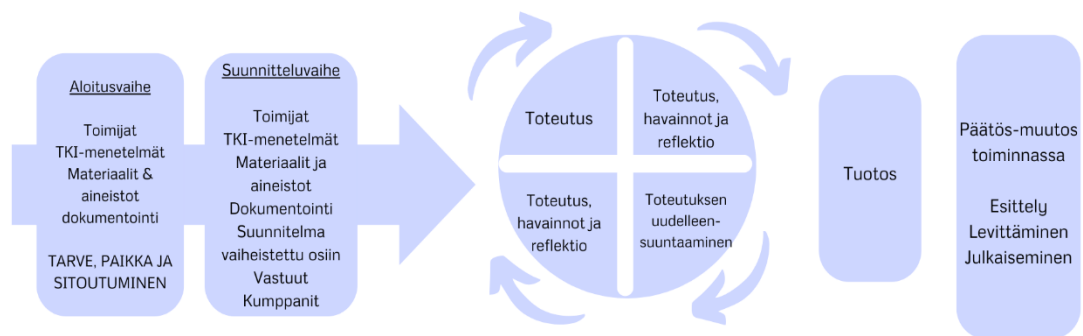 Aloitusvaihe
Toimijat
TKI-menetelmät
Materiaalit &
aineistot
dokumentointi
TARVE, PAIKKA JA
SITOUTUMINEN
Suunnitteluvaihe
Toimijat
TKI-menetelmät
Materiaalit ja
aineistot
Dokumentointi
Suunnitelma
vaiheistettu osiin
Vastuut
Kumppanit
Toteutus
Toteutus,
havainnot ja
reflektio
Toteutus,
havainnot ja
reflektio
Toteutuksen
uudelleen-
suuntaaminen
Tuotos
Päätös-muutos
toiminnassa
Esittely
Levittäminen
Julkaiseminen